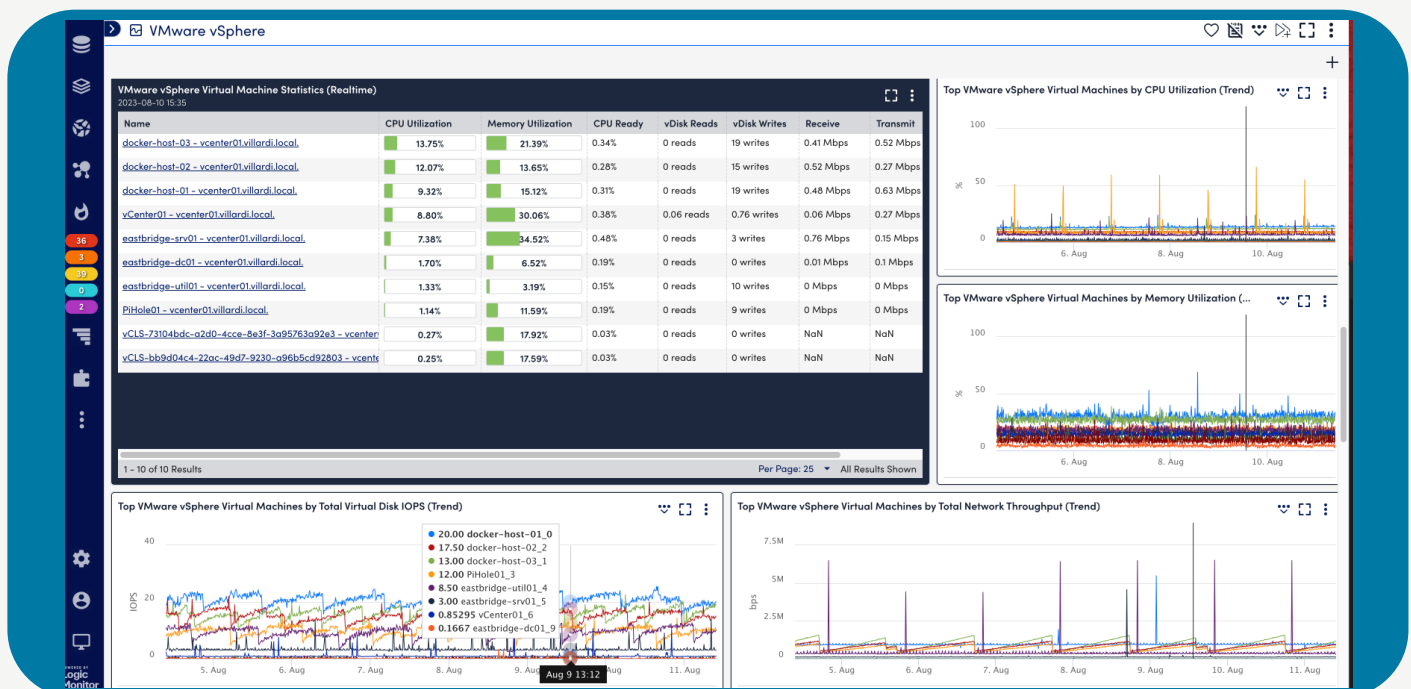 VMware vSphere
36
3
39
0
2
VMware vSphere Virtual Machine Statistics (Realtime)
2023-08-10 15:35
Name CPU Utilization Memory Utilization CPU Ready vDisk Reads vDisk Writes Receive Transmit
docker-host-03 - vcenter01.villardi.local. 13.75% 21.39% 0.34% 0 reads 19 writes 0.41 Mbps 0.52 Mbps
docker-host-02 - vcenter01.villardi.local. 12.07% 13.65% 0.28% 0 reads 15 writes 0.52 Mbps 0.27 Mbps
docker-host-01 - vcenter01.villardi.local. 9.32% 15.12% 0.31% 0 reads 19 writes 0.48 Mbps 0.63 Mbps
vCenter01 - vcenter01.villardi.local. 8.80% 30.06% 0.38% 0.06 reads 0.76 writes 0.06 Mbps 0.27 Mbps
eastbridge-srv01 - vcenter01.villardi.local. 7.38% 34.52% 0.48% 0 reads 3 writes 0.76 Mbps 0.15 Mbps
eastbridge-dc01 - vcenter01.villardi.local. 1.70% 6.52% 0.19% 0 reads 0 writes 0.01 Mbps 0.1 Mbps
eastbridge-util01 - vcenter01.villardi.local. 1.33% 3.19% 0.15% 0 reads 10 writes 0 Mbps 0 Mbps
PiHole01 - vcenter01.villardi.local. 1.14% 11.59% 0.19% 0 reads 9 writes 0 Mbps 0 Mbps
vCLS-73104bdc-a2d0-4cce-8e3f-3a95763a92e3 - vcenter 0.27% 17.92% 0.03% 0 reads 0 writes NaN NaN
vCLS-bb9d04c4-22ac-49d7-9230-a96b5cd92803 - vcente 0.25% 17.59% 0.03% 0 reads 0 writes NaN NaN
1 - 10 of 10 Results Per Page: 25 All Results Shown
Top VMware vSphere Virtual Machines by CPU Utilization (Trend)
100
50
%
0
6. Aug 8. Aug 10. Aug
Top VMware vSphere Virtual Machines by Memory Utilization (...
100
50
%
0
6. Aug 8. Aug 10. Aug
Top VMware vSphere Virtual Machines by Total Virtual Disk IOPS (Trend)
40
20
IOPS
0
20.00 docker-host-01_0
17.50 docker-host-02_2
13.00 docker-host-03_1
12.00 PiHole01_3
8.50 eastbridge-util01_4
3.00 eastbridge-srv01_5
0.85295 vCenter01_6
0.1667 eastbridge-dc01_9
5. Aug 6. Aug 7. Aug 8. Aug 9. Aug 11. Aug
Aug 9 13:12
Top VMware vSphere Virtual Machines by Total Network Throughput (Trend)
7.5M
5M
bps
2.5M
0
5. Aug 6. Aug 7. Aug 8. Aug 9. Aug 10. Aug 11. Aug
Logic
Monitor